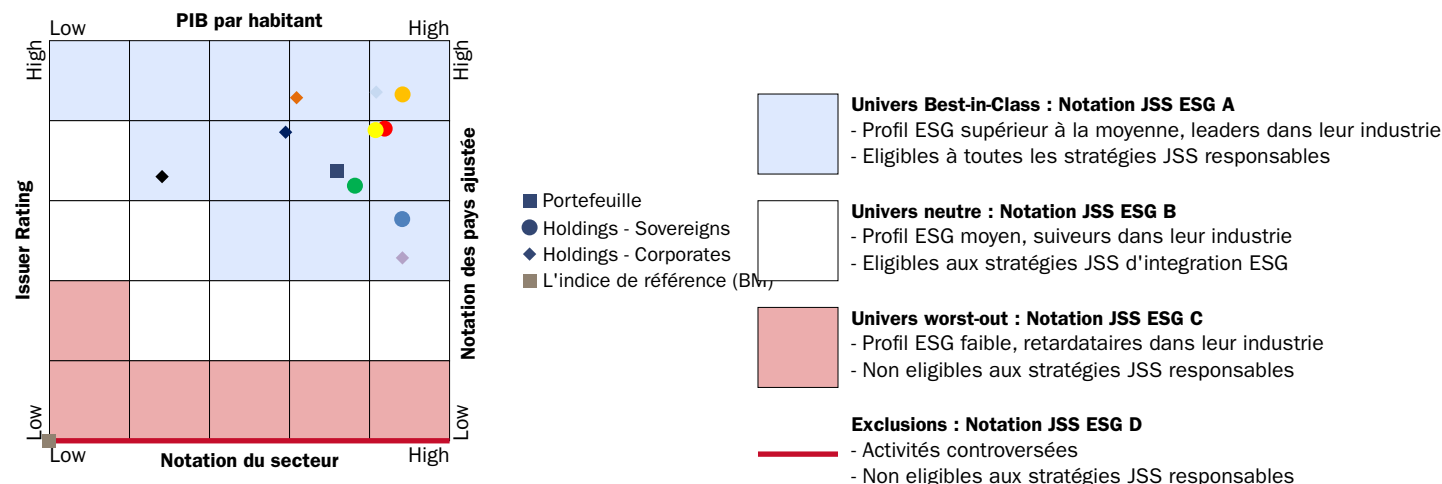 PIB par habitant
Low
High
High
High
Issuer Rating
Notation des pays ajustée
Low
Low
Low
High
Notation du secteur
Portefeuille
Holdings - Sovereigns
Holdings - Corporates
L'indice de référence (BM)
Univers Best-in-Class : Notation JSS ESG A
- Profil ESG supérieur à la moyenne, leaders dans leur industrie
- Eligibles à toutes les stratégies JSS responsables
Univers neutre : Notation JSS ESG B
- Profil ESG moyen, suiveurs dans leur industrie
- Eligibles aux stratégies JSS d'integration ESG
Univers worst-out : Notation JSS ESG C
- Profil ESG faible, retardataires dans leur industrie
- Non eligibles aux stratégies JSS responsables
Exclusions : Notation JSS ESG D
- Activités controversées
- Non eligibles aux stratégies JSS responsables